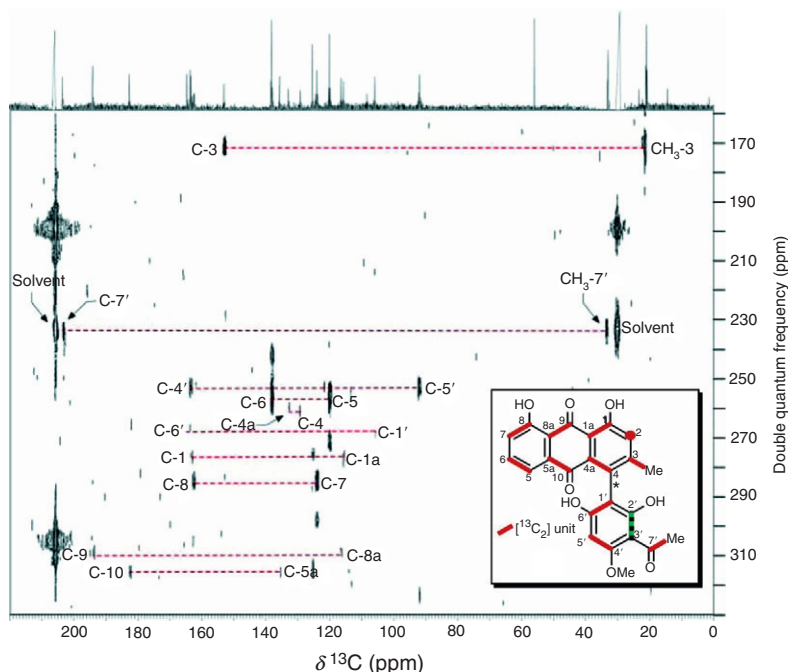 C-3
CH₃-3
170
190
210
Solvent
C-7′
CH₃-7′
Solvent
230
C-4′
C-5′
250
C-6
C-5
C-4a
C-4
C-6′
C-1′
270
C-1
C-1a
C-8
C-7
290
C-9
C-8a
310
C-10
C-5a
Double quantum frequency (ppm)
HO O OH
8 9 1
7 8a 1a 2
6 5a 4a 3
5 10 4 Me
O *
1′
HO 2′ OH
6′
[¹³C₂] unit
5′ 3′ Me
4′ 7′
OMe O
200 180 160 140 120 100 80 60 40 20 0
δ ¹³C (ppm)